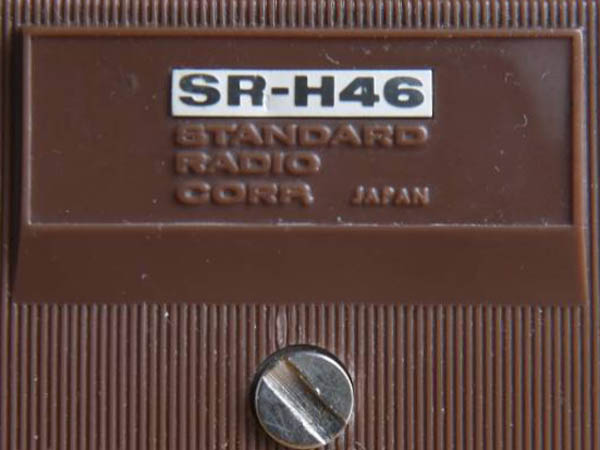 SR-H46
STANDARD
RADIO
CORP. JAPAN